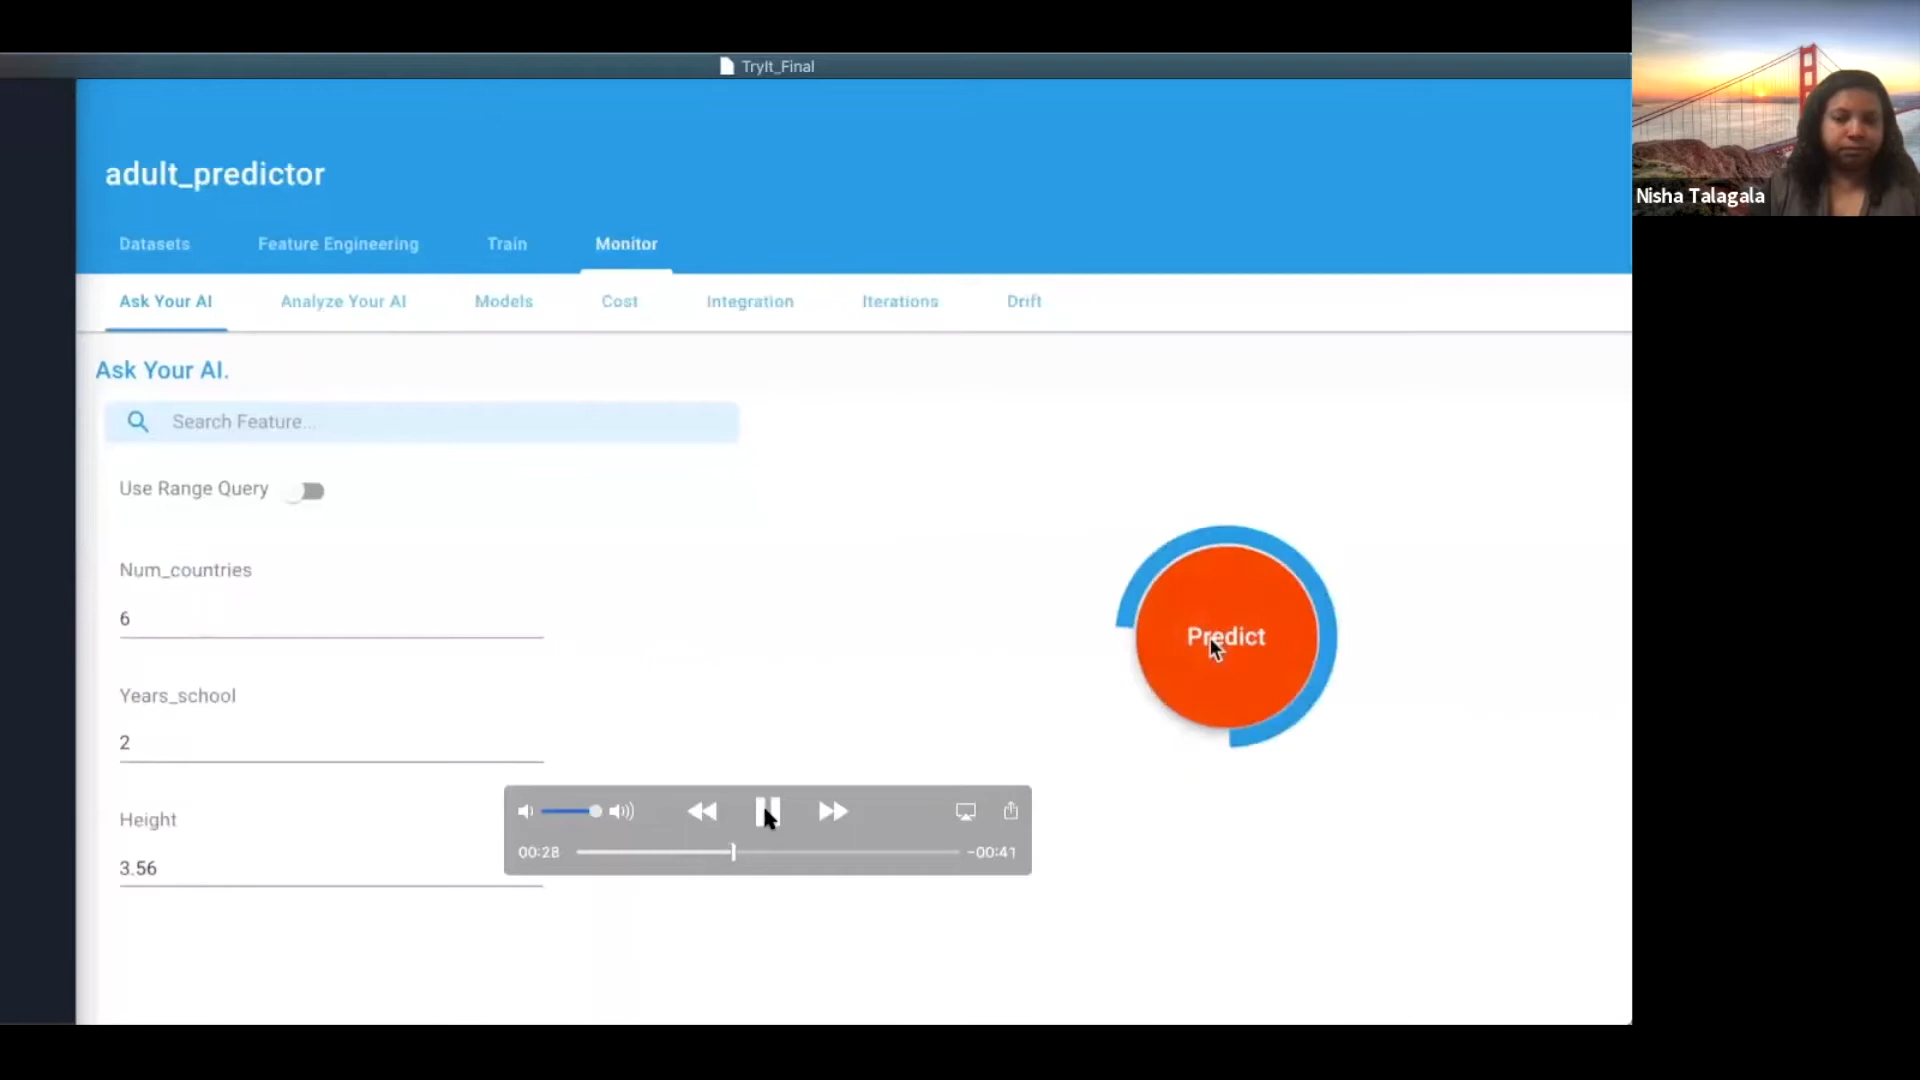 TryIt_Final
Nisha Talagala
adult_predictor
Datasets Feature Engineering Train Monitor
Ask Your AI Analyze Your AI Models Cost Integration Iterations Drift
Ask Your AI.
Search Feature...
Use Range Query
Num_countries
6
Predict
Years_school
2
Height
3.56
00:28 -00:41